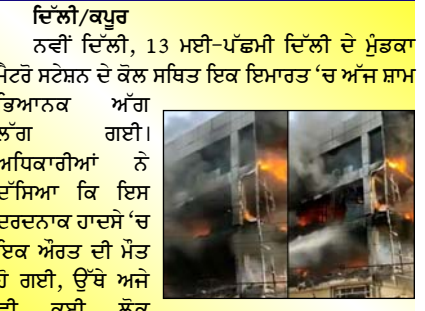 ਦਿੱਲੀ/ਕਪੂਰ
ਨਵੀਂ ਦਿੱਲੀ, 13 ਮਈ-ਪੱਛਮੀ ਦਿੱਲੀ ਦੇ ਮੁੰਡਕਾ
ਮੈਟਰੋ ਸਟੇਸ਼ਨ ਦੇ ਕੋਲ ਸਥਿਤ ਇਕ ਇਮਾਰਤ ‘ਚ ਅੱਜ ਸ਼ਾਮ
ਭਿਆਨਕ ਅੱਗ
ਲੱਗ ਗਈ।
ਅਧਿਕਾਰੀਆਂ ਨੇ
ਦੱਸਿਆ ਕਿ ਇਸ
ਦਰਦਨਾਕ ਹਾਦਸੇ ‘ਚ
ਇਕ ਔਰਤ ਦੀ ਮੌਤ
ਹੋ ਗਈ, ਉੱਥੇ ਅਜੇ
ਵੀ ਕਈ ਲੋਕ